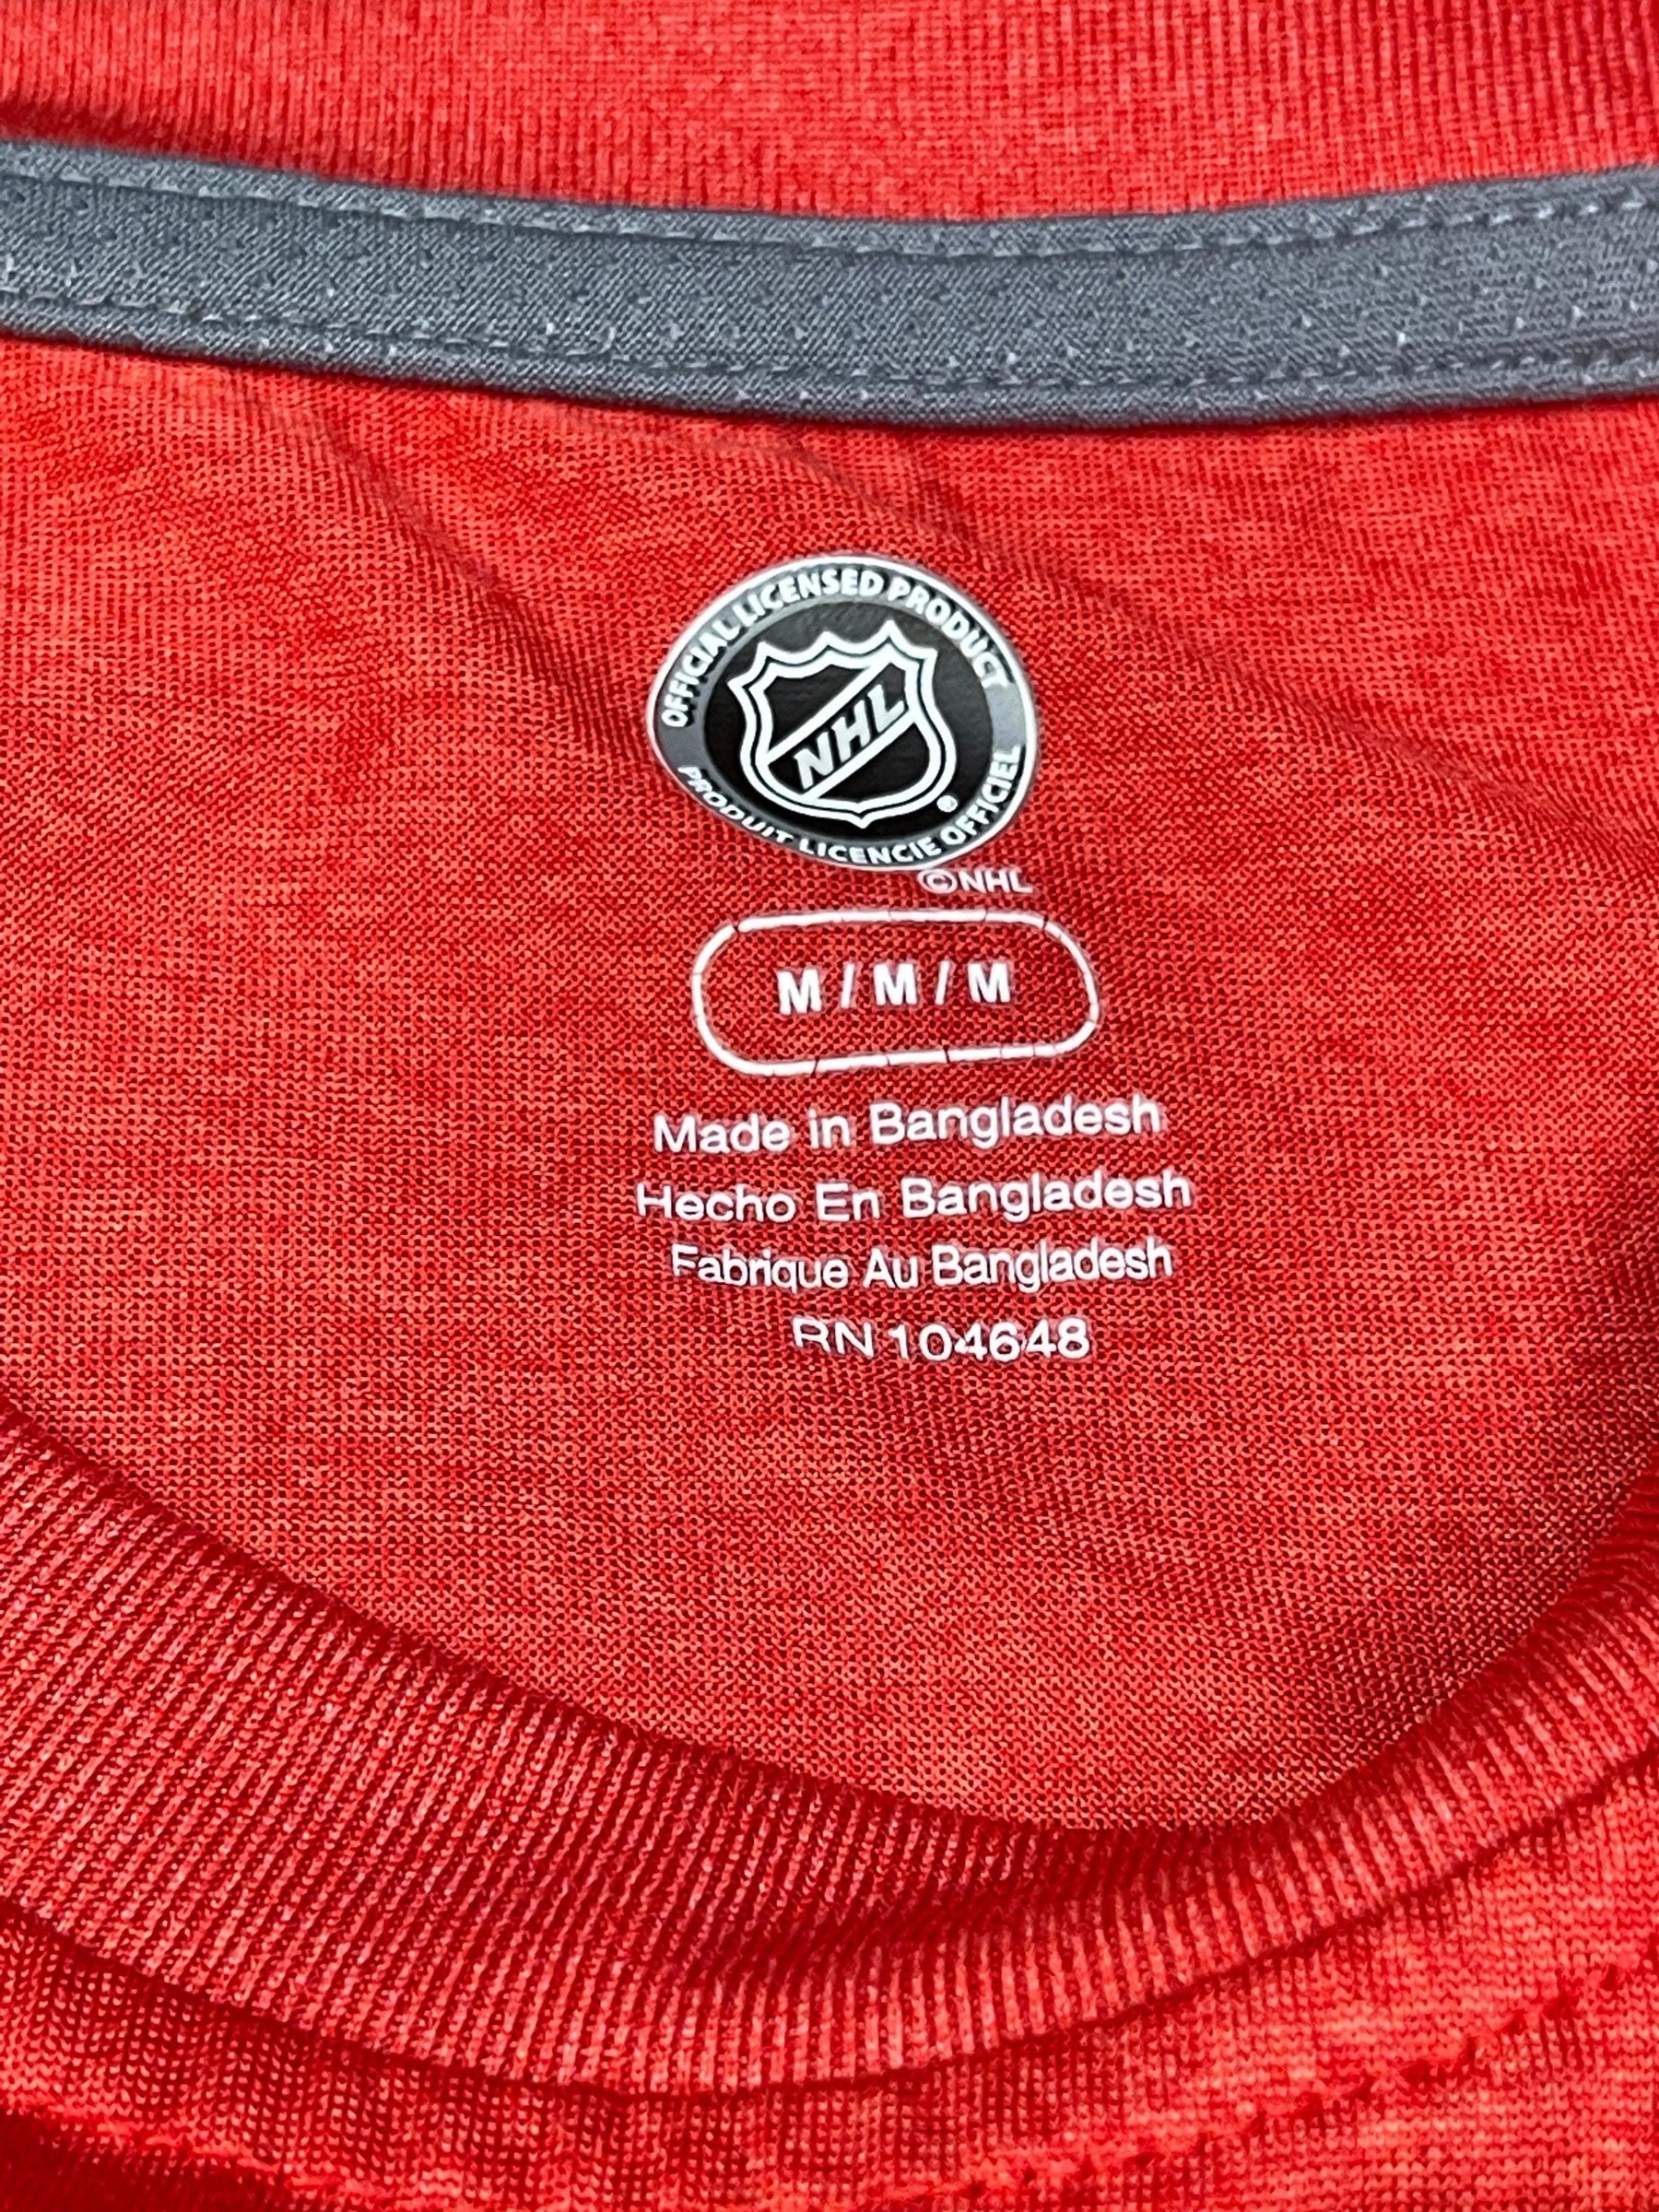 OFFICIAL LICENSED PRODUCT
NHL
®
PRODUIT LICENCIE OFFICIEL
©NHL
M / M / M
Made in Bangladesh
Hecho En Bangladesh
Fabrique Au Bangladesh
RN 104648